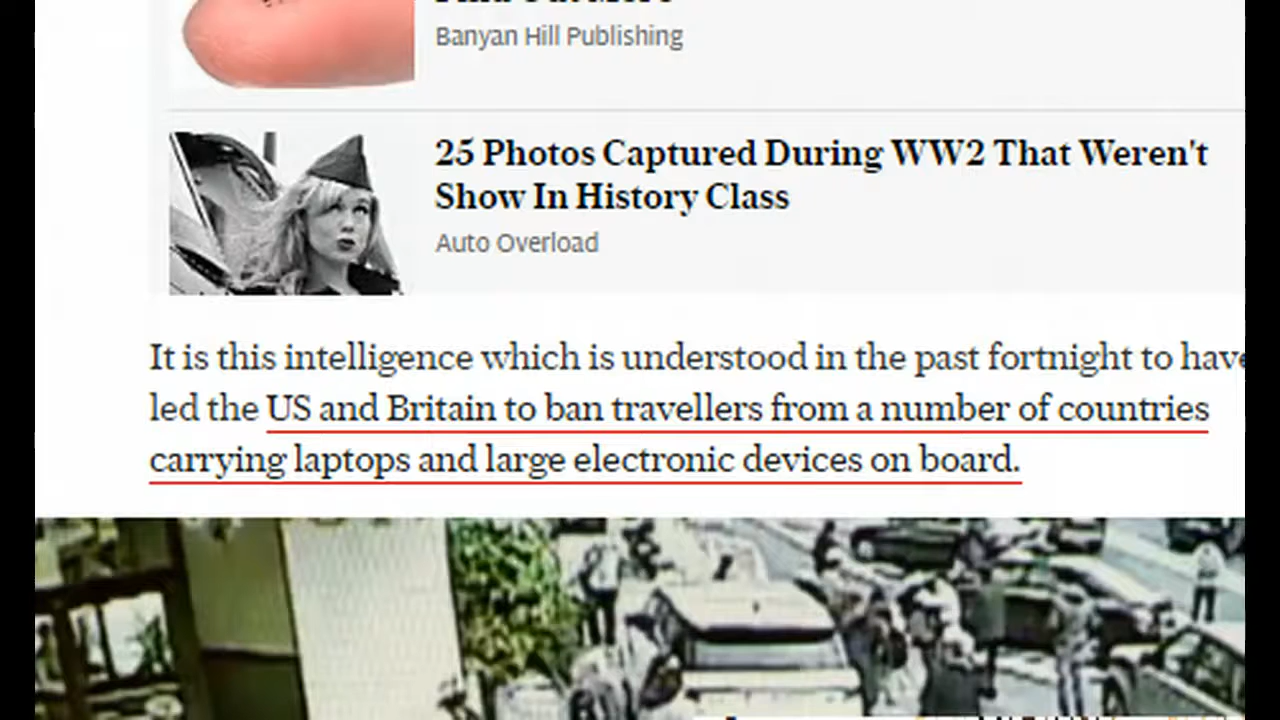 Banyan Hill Publishing
25 Photos Captured During WW2 That Weren't
Show In History Class
Auto Overload
It is this intelligence which is understood in the past fortnight to have
led the US and Britain to ban travellers from a number of countries
carrying laptops and large electronic devices on board.